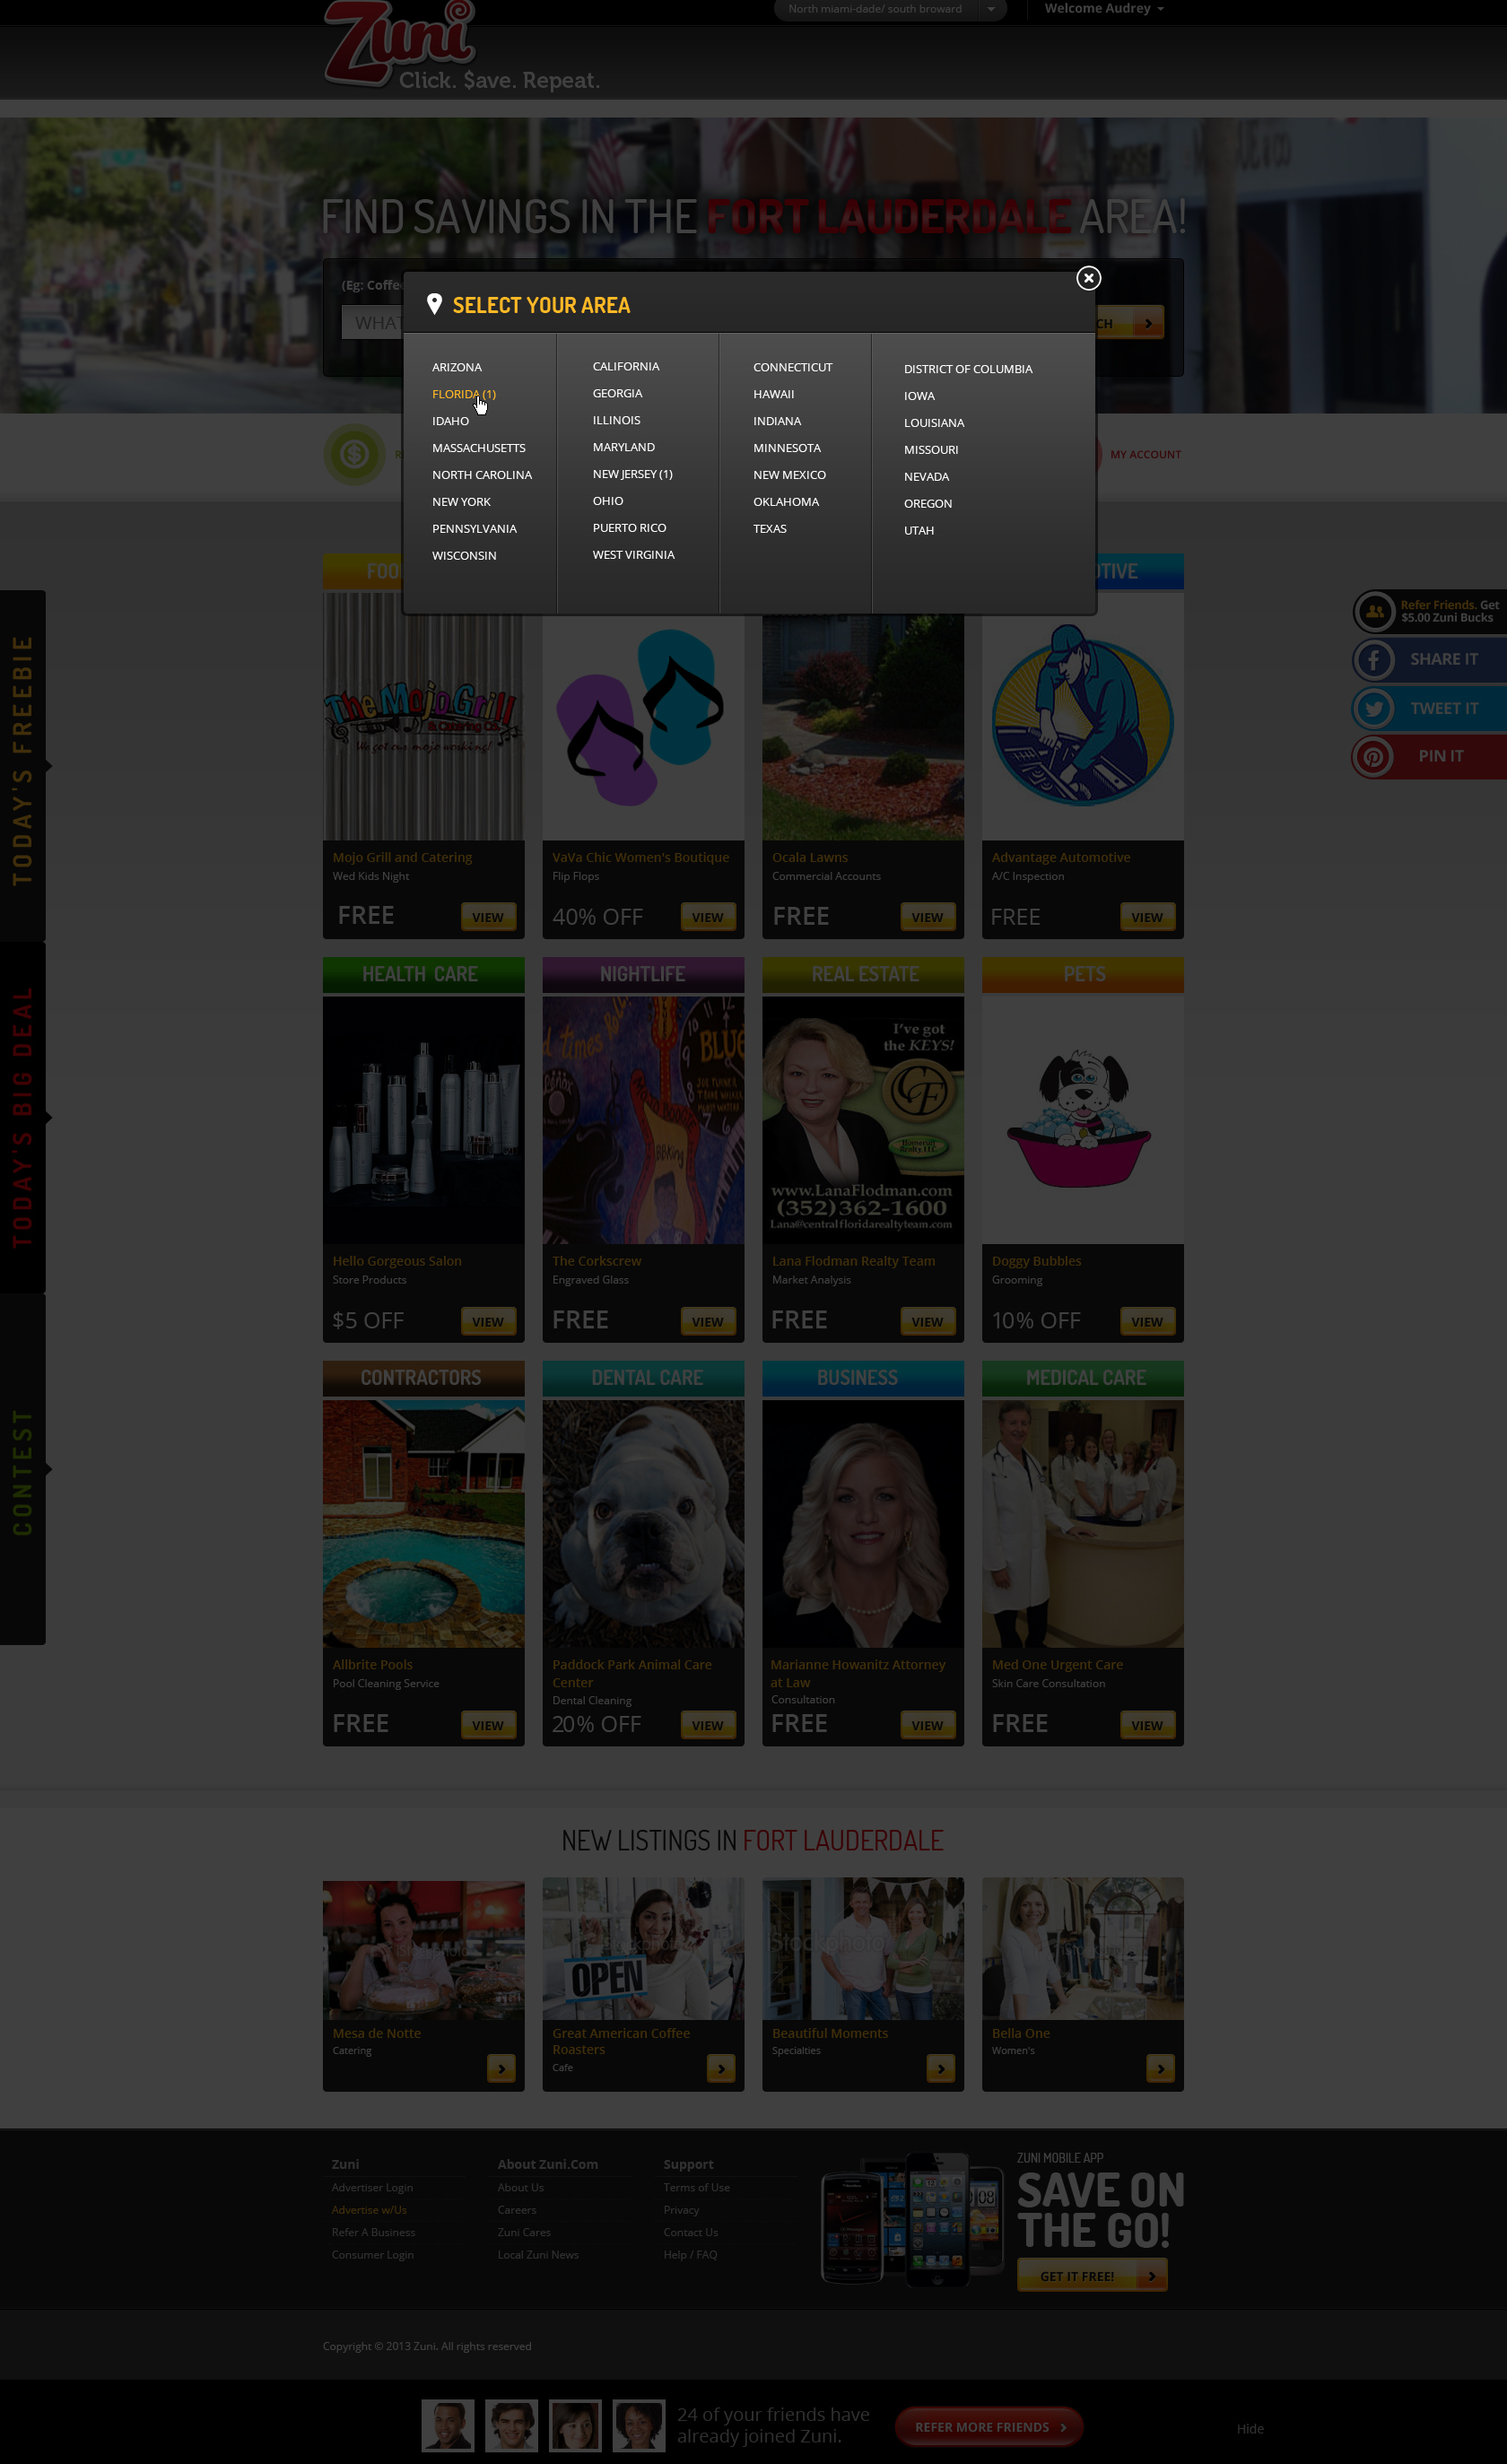 Zuni
Click. $ave. Repeat.
North miami-dade/ south broward
Welcome Audrey
FIND SAVINGS IN THE FORT LAUDERDALE AREA!
(Eg: Coffee
WHAT
CH
SELECT YOUR AREA
ARIZONA
FLORIDA (1)
IDAHO
MASSACHUSETTS
NORTH CAROLINA
NEW YORK
PENNSYLVANIA
WISCONSIN
CALIFORNIA
GEORGIA
ILLINOIS
MARYLAND
NEW JERSEY (1)
OHIO
PUERTO RICO
WEST VIRGINIA
CONNECTICUT
HAWAII
INDIANA
MINNESOTA
NEW MEXICO
OKLAHOMA
TEXAS
DISTRICT OF COLUMBIA
IOWA
LOUISIANA
MISSOURI
NEVADA
OREGON
UTAH
R
MY ACCOUNT
TODAY'S FREEBIE
TODAY'S BIG DEAL
CONTEST
Refer Friends. Get
$5.00 Zuni Bucks
SHARE IT
TWEET IT
PIN IT
FOO
OTIVE
The Mojo Grill
& Catering Co.
We got our mojo working!
Mojo Grill and Catering
Wed Kids Night
FREE
VIEW
VaVa Chic Women's Boutique
Flip Flops
40% OFF
VIEW
Ocala Lawns
Commercial Accounts
FREE
VIEW
Advantage Automotive
A/C Inspection
FREE
VIEW
HEALTH CARE
NIGHTLIFE
REAL ESTATE
PETS
d times Ro
BLUE
BBKing
I've got
the KEYS!
CF
www.LanaFlodman.com
(352)362-1600
Lana@centralfloridarealtyteam.com
Hello Gorgeous Salon
Store Products
$5 OFF
VIEW
The Corkscrew
Engraved Glass
FREE
VIEW
Lana Flodman Realty Team
Market Analysis
FREE
VIEW
Doggy Bubbles
Grooming
10% OFF
VIEW
CONTRACTORS
DENTAL CARE
BUSINESS
MEDICAL CARE
Allbrite Pools
Pool Cleaning Service
FREE
VIEW
Paddock Park Animal Care
Center
Dental Cleaning
20% OFF
VIEW
Marianne Howanitz Attorney
at Law
Consultation
FREE
VIEW
Med One Urgent Care
Skin Care Consultation
FREE
VIEW
NEW LISTINGS IN FORT LAUDERDALE
iStockphoto
OPEN
Mesa de Notte
Catering
Great American Coffee
Roasters
Cafe
Beautiful Moments
Specialties
Bella One
Women's
Zuni
Advertiser Login
Advertise w/Us
Refer A Business
Consumer Login
About Zuni.Com
About Us
Careers
Zuni Cares
Local Zuni News
Support
Terms of Use
Privacy
Contact Us
Help / FAQ
ZUNI MOBILE APP
SAVE ON
THE GO!
GET IT FREE!
Copyright © 2013 Zuni. All rights reserved
24 of your friends have
already joined Zuni.
REFER MORE FRIENDS
Hide